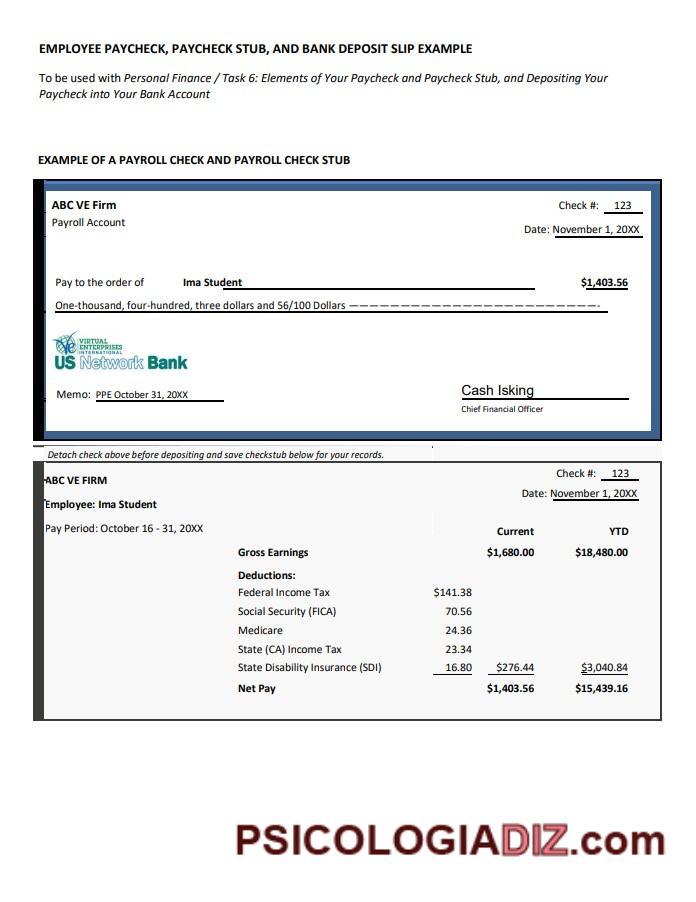 EMPLOYEE PAYCHECK, PAYCHECK STUB, AND BANK DEPOSIT SLIP EXAMPLE
To be used with Personal Finance / Task 6: Elements of Your Paycheck and Paycheck Stub, and Depositing Your
Paycheck into Your Bank Account
EXAMPLE OF A PAYROLL CHECK AND PAYROLL CHECK STUB
ABC VE Firm Check #: 123
Payroll Account
Date: November 1, 20XX
Pay to the order of Ima Student $1,403.56
One-thousand, four-hundred, three dollars and 56/100 Dollars ————————————————————————-
ve VIRTUAL
ENTERPRISES
INTERNATIONAL
US Network Bank
Memo: PPE October 31, 20XX Cash Isking
Chief Financial Officer
Detach check above before depositing and save checkstub below for your records.
ABC VE FIRM Check #: 123
Date: November 1, 20XX
Employee: Ima Student
Pay Period: October 16 - 31, 20XX
Current YTD
Gross Earnings $1,680.00 $18,480.00
Deductions:
Federal Income Tax $141.38
Social Security (FICA) 70.56
Medicare 24.36
State (CA) Income Tax 23.34
State Disability Insurance (SDI) 16.80 $276.44 $3,040.84
Net Pay $1,403.56 $15,439.16
PSICOLOGIADIZ.com